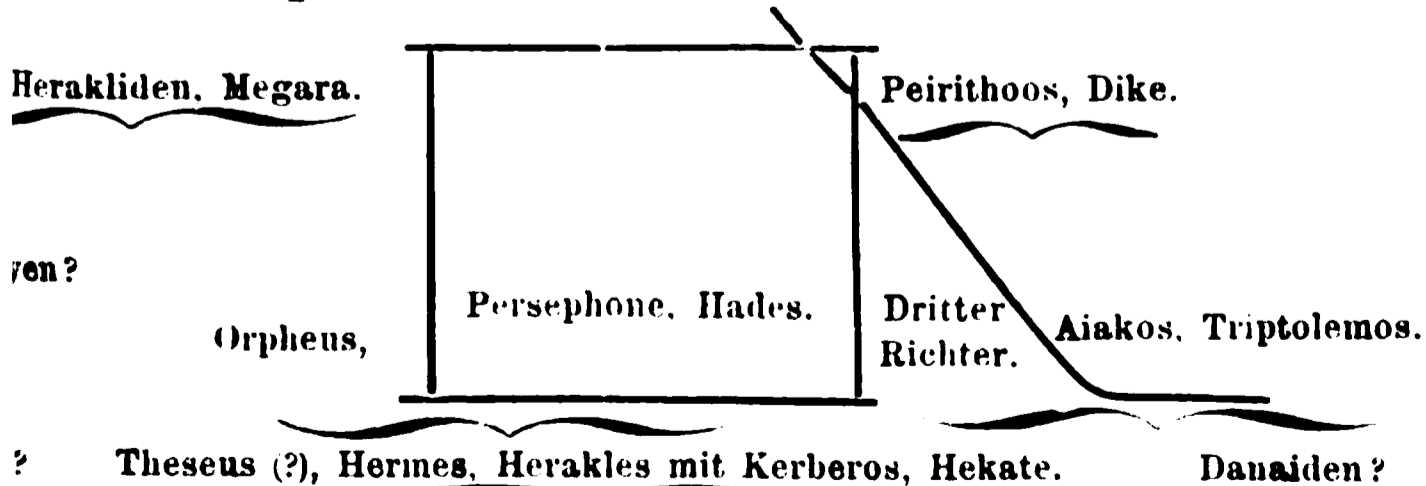 Herakliden, Megara.
Peirithoos, Dike.
Persephone, Hades.
Orpheus,
Dritter
Richter.
Aiakos, Triptolemos.
? Theseus (?), Hermes, Herakles mit Kerberos, Hekate. Danaiden?